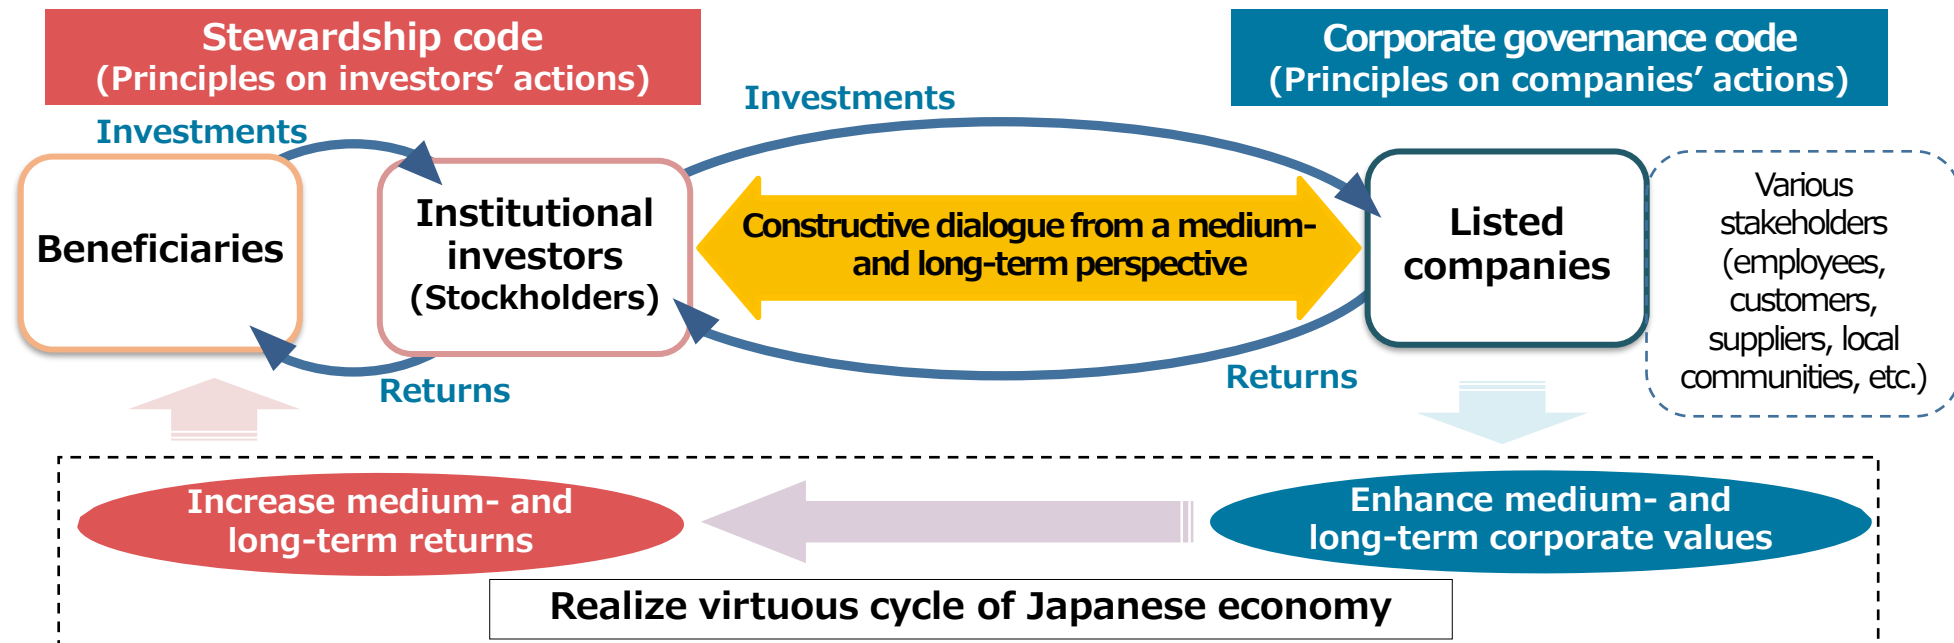 Stewardship code
(Principles on investors’ actions)
Corporate governance code
(Principles on companies’ actions)
Investments
Investments
Beneficiaries
Institutional
investors
(Stockholders)
Constructive dialogue from a medium-
and long-term perspective
Listed
companies
Various
stakeholders
(employees,
customers,
suppliers, local
communities, etc.)
Returns
Returns
Increase medium- and
long-term returns
Enhance medium- and
long-term corporate values
Realize virtuous cycle of Japanese economy